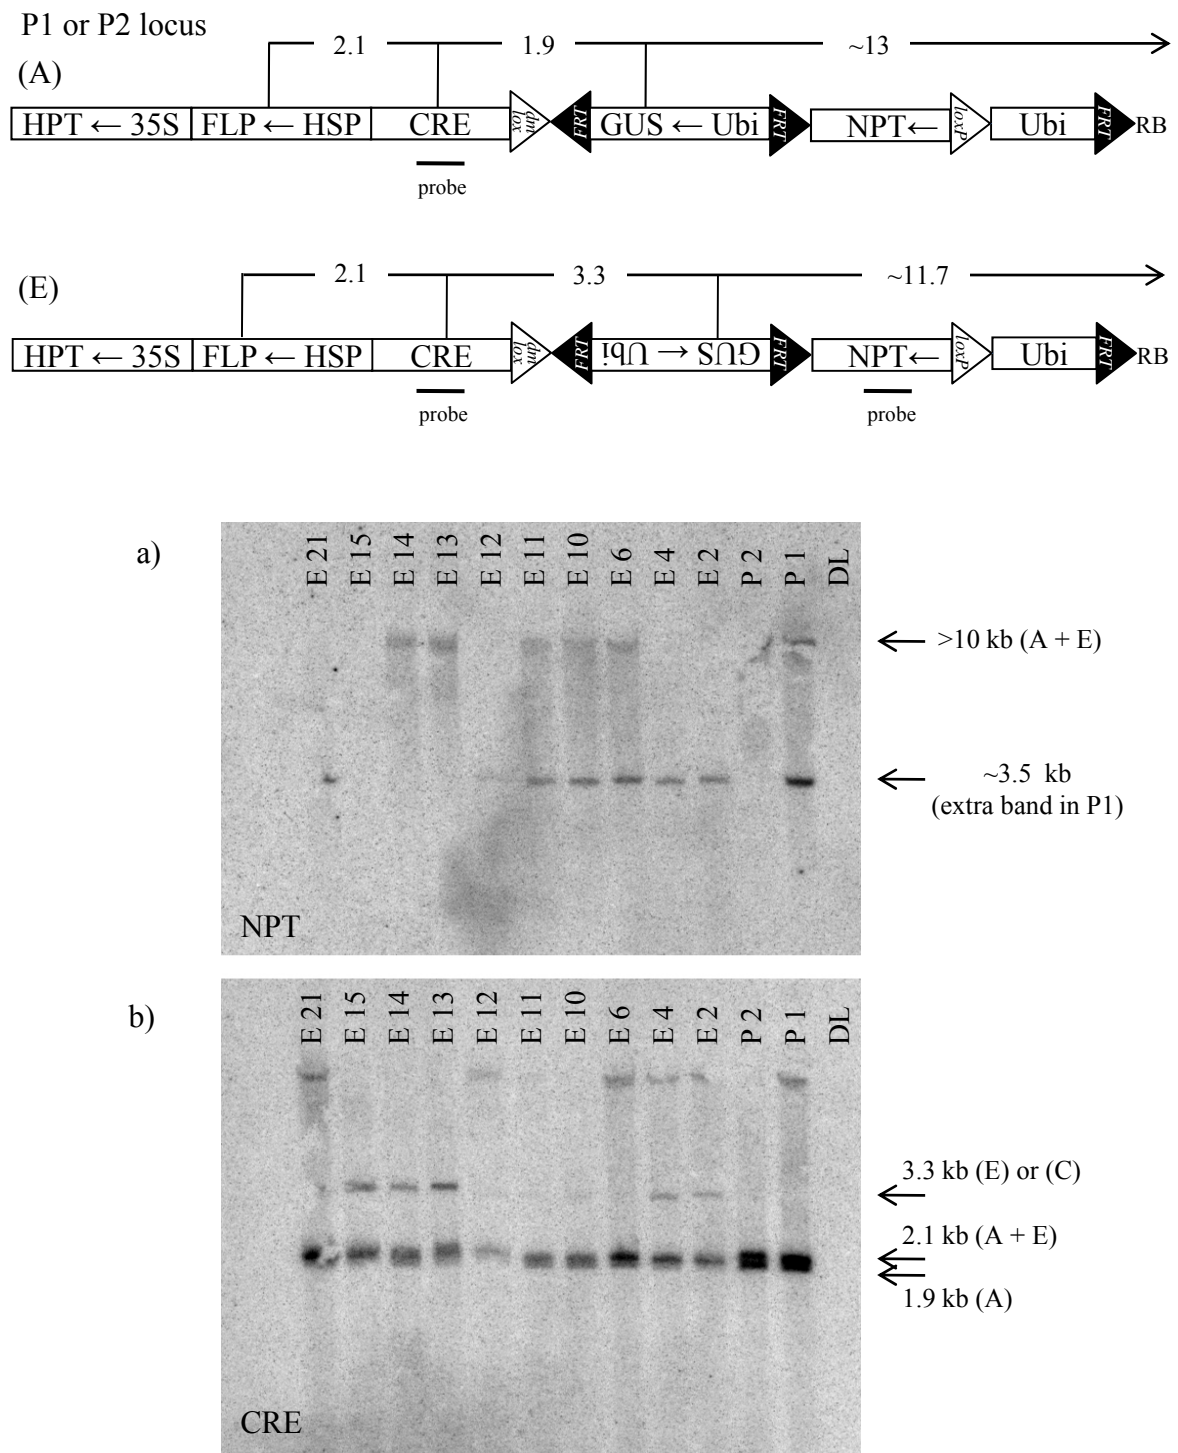 P1 or P2 locus
(A)
2.1 1.9 ~13
HPT ← 35S FLP ← HSP CRE dm lox FRT GUS ← Ubi FRT NPT ← loxP Ubi FRT RB
probe
(E)
2.1 3.3 ~11.7
HPT ← 35S FLP ← HSP CRE dm lox FRT GUS ← Ubi FRT NPT ← loxP Ubi FRT RB
probe probe
a)
E 21 E 15 E 14 E 13 E 12 E 11 E 10 E 6 E 4 E 2 P 2 P 1 DL
>10 kb (A + E)
~3.5 kb
(extra band in P1)
NPT
b)
E 21 E 15 E 14 E 13 E 12 E 11 E 10 E 6 E 4 E 2 P 2 P 1 DL
3.3 kb (E) or (C)
2.1 kb (A + E)
1.9 kb (A)
CRE